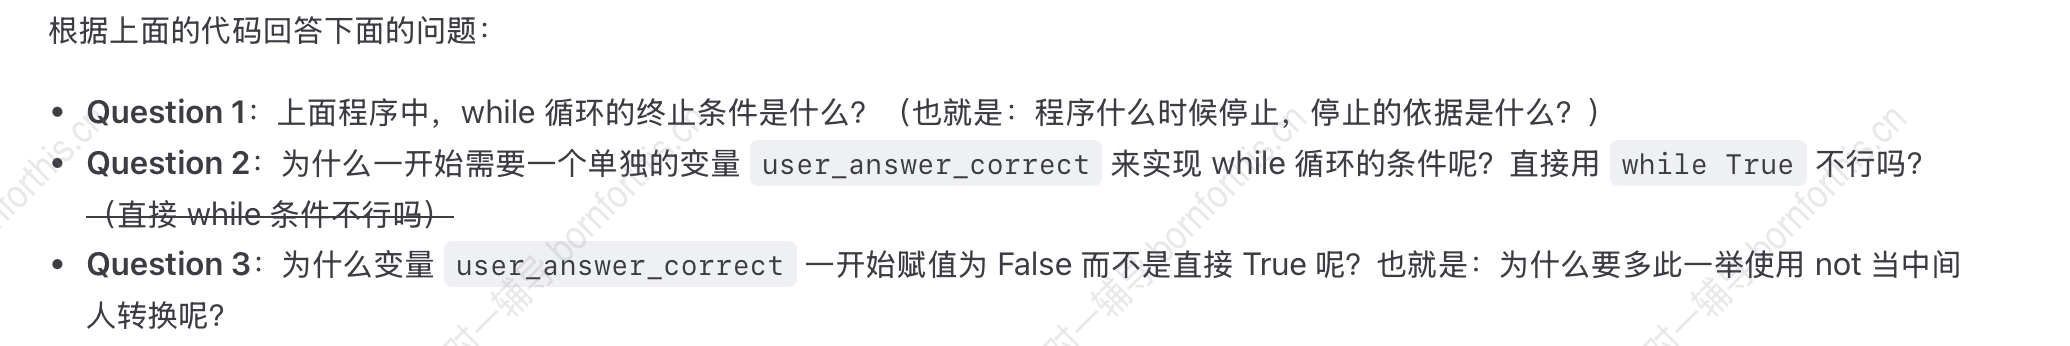 根据上面的代码回答下面的问题：
• Question 1：上面程序中，while 循环的终止条件是什么？（也就是：程序什么时候停止，停止的依据是什么？）
• Question 2：为什么一开始需要一个单独的变量 user_answer_correct 来实现 while 循环的条件呢？直接用 while True 不行吗？
（直接 while 条件不行吗）
• Question 3：为什么变量 user_answer_correct 一开始赋值为 False 而不是直接 True 呢？也就是：为什么要多此一举使用 not 当中间
人转换呢？
nforthis.cn
对一辅导 bornforthis.cn
对一辅导 bornforthis.cn
对一辅导 bornforthis.cn